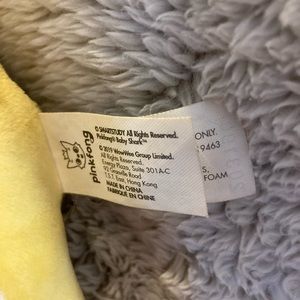 pinkfong
© SMARTSTUDY All Rights Reserved.
Pinkfong® Baby Shark™
© 2019 WowWee Group Limited.
All Rights Reserved.
Energy Plaza, Suite 301A-C
92 Granville Road
T.S.T. East, Hong Kong
MADE IN CHINA
FABRIQUÉ EN CHINE
ONLY.
9463
S,
FOAM